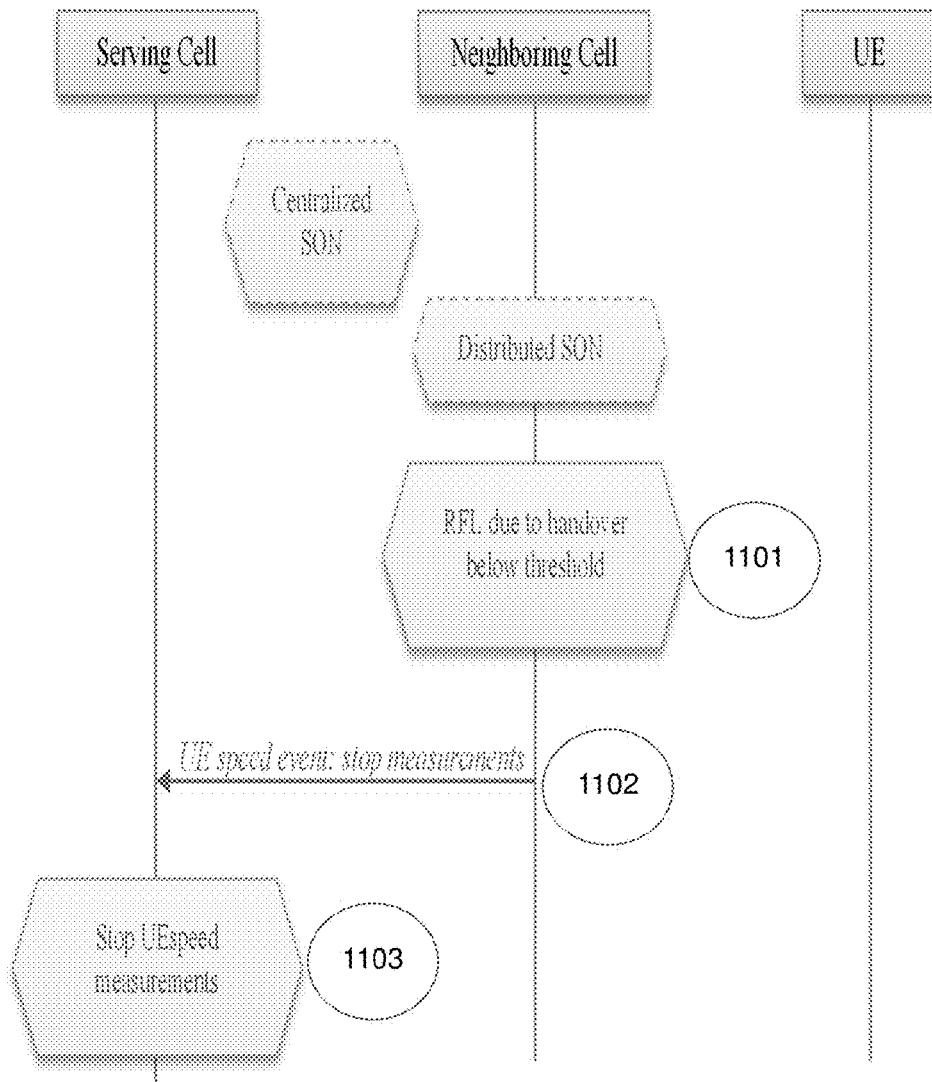 Serving Cell
Neighboring Cell
UE
Centralized
SON
Distributed SON
RFL due to handover
below threshold
1101
UE speed event: stop measurements
1102
Stop UEspeed
measurements
1103